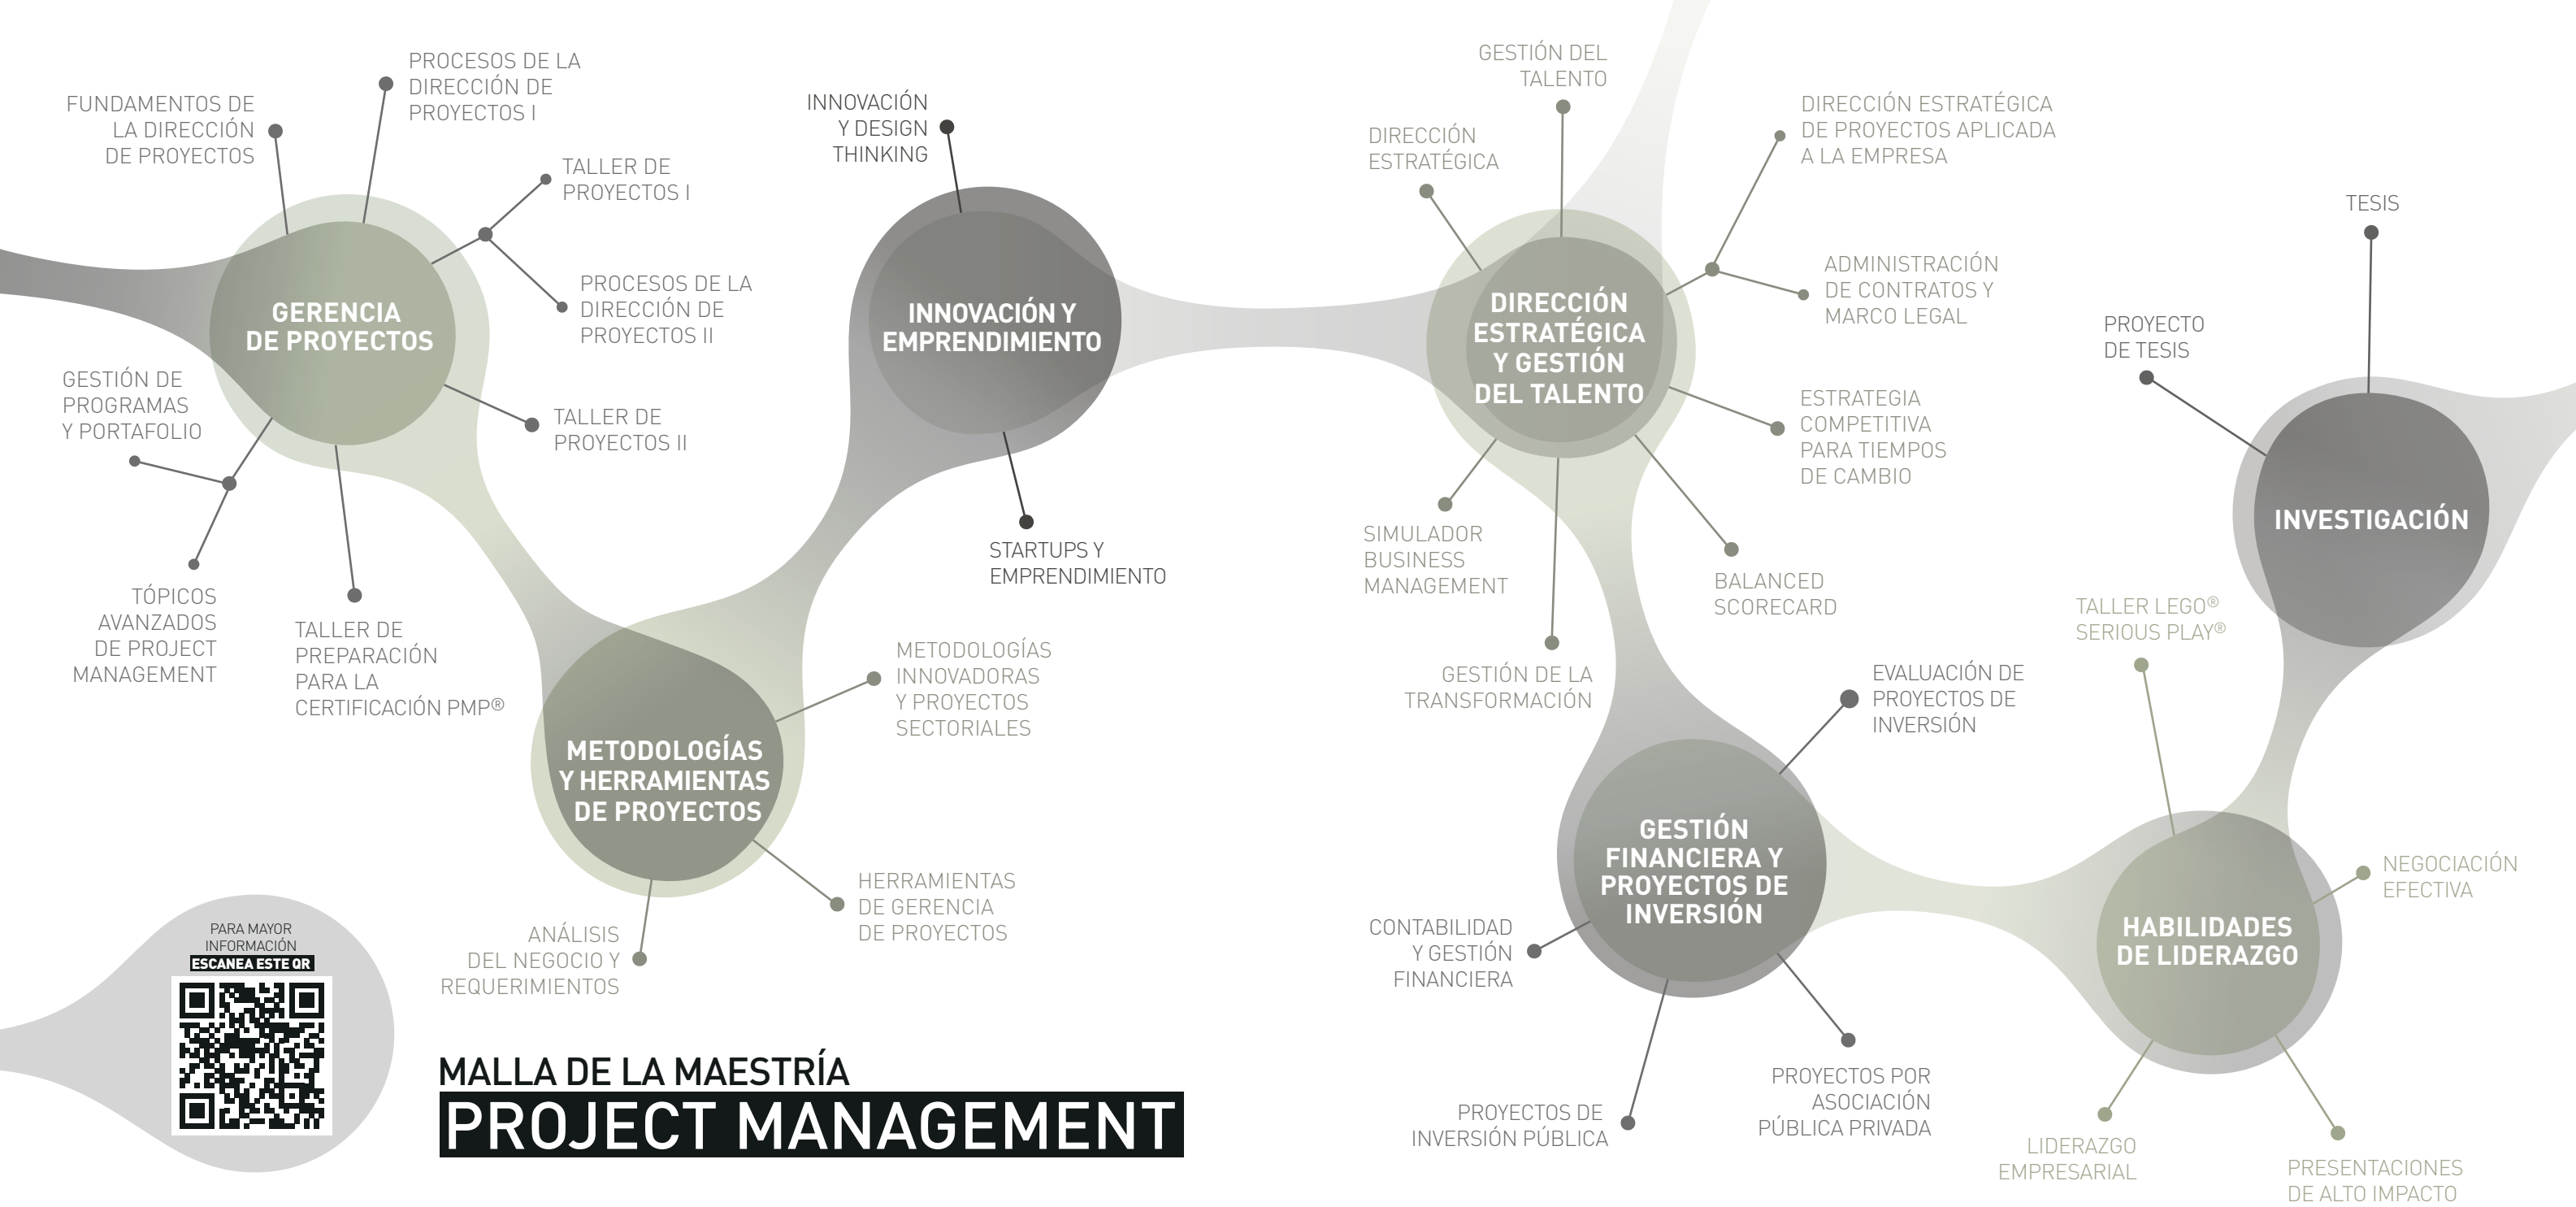 FUNDAMENTOS DE
LA DIRECCIÓN
DE PROYECTOS
PROCESOS DE LA
DIRECCIÓN DE
PROYECTOS I
TALLER DE
PROYECTOS I
PROCESOS DE LA
DIRECCIÓN DE
PROYECTOS II
TALLER DE
PROYECTOS II
GERENCIA
DE PROYECTOS
GESTIÓN DE
PROGRAMAS
Y PORTAFOLIO
TÓPICOS
AVANZADOS
DE PROJECT
MANAGEMENT
TALLER DE
PREPARACIÓN
PARA LA
CERTIFICACIÓN PMP®
METODOLOGÍAS
Y HERRAMIENTAS
DE PROYECTOS
METODOLOGÍAS
INNOVADORAS
Y PROYECTOS
SECTORIALES
HERRAMIENTAS
DE GERENCIA
DE PROYECTOS
ANÁLISIS
DEL NEGOCIO Y
REQUERIMIENTOS
INNOVACIÓN
Y DESIGN
THINKING
INNOVACIÓN Y
EMPRENDIMIENTO
STARTUPS Y
EMPRENDIMIENTO
GESTIÓN DEL
TALENTO
DIRECCIÓN
ESTRATÉGICA
DIRECCIÓN ESTRATÉGICA
DE PROYECTOS APLICADA
A LA EMPRESA
ADMINISTRACIÓN
DE CONTRATOS Y
MARCO LEGAL
DIRECCIÓN
ESTRATÉGICA
Y GESTIÓN
DEL TALENTO
ESTRATEGIA
COMPETITIVA
PARA TIEMPOS
DE CAMBIO
SIMULADOR
BUSINESS
MANAGEMENT
BALANCED
SCORECARD
GESTIÓN DE LA
TRANSFORMACIÓN
EVALUACIÓN DE
PROYECTOS DE
INVERSIÓN
GESTIÓN
FINANCIERA Y
PROYECTOS DE
INVERSIÓN
CONTABILIDAD
Y GESTIÓN
FINANCIERA
PROYECTOS DE
INVERSIÓN PÚBLICA
PROYECTOS POR
ASOCIACIÓN
PÚBLICA PRIVADA
TALLER LEGO®
SERIOUS PLAY®
NEGOCIACIÓN
EFECTIVA
HABILIDADES
DE LIDERAZGO
LIDERAZGO
EMPRESARIAL
PRESENTACIONES
DE ALTO IMPACTO
TESIS
PROYECTO
DE TESIS
INVESTIGACIÓN
PARA MAYOR
INFORMACIÓN
ESCANEA ESTE QR
MALLA DE LA MAESTRÍA
PROJECT MANAGEMENT